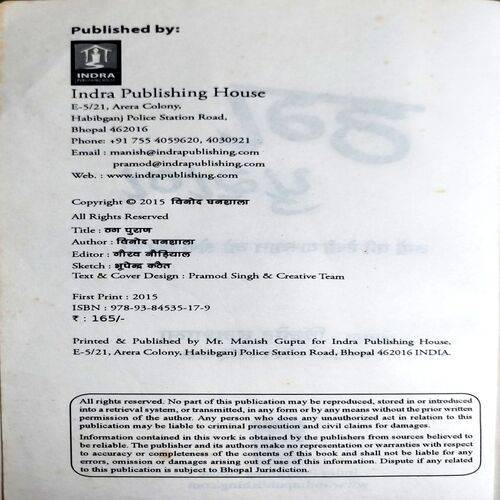 Published by:
INDRA
Indra Publishing House
E-5/21, Arera Colony,
Habibganj Police Station Road,
Bhopal 462016
Phone: +91 755 4059620, 4030921
Email : manish@indrapublishing.com
pramod@indrapublishing.com
Web. : www.indrapublishing.com
Copyright © 2015 विनोद घनशाला
All Rights Reserved
Title : ठग पुराण
Author : विनोद घनशाला
Editor : गौरव नौड़ियाल
Sketch : भूपेन्द्र कठैत
Text & Cover Design : Pramod Singh & Creative Team
First Print : 2015
ISBN : 978-93-84535-17-9
₹ : 165/-
Printed & Published by Mr. Manish Gupta for Indra Publishing House,
E-5/21, Arera Colony, Habibganj Police Station Road, Bhopal 462016 INDIA.
All rights reserved. No part of this publication may be reproduced, stored in or introduced
into a retrieval system, or transmitted, in any form or by any means without the prior written
permission of the author. Any person who does any unauthorized act in relation to this
publication may be liable to criminal prosecution and civil claims for damages.
Information contained in this work is obtained by the publishers from sources believed to
be reliable. The publisher and its authors make no representation or warranties with respect
to accuracy or completeness of the contents of this book and shall not be liable for any
errors, omission or damages arising out of use of this information. Dispute if any related
to this publication is subject to Bhopal Jurisdiction.